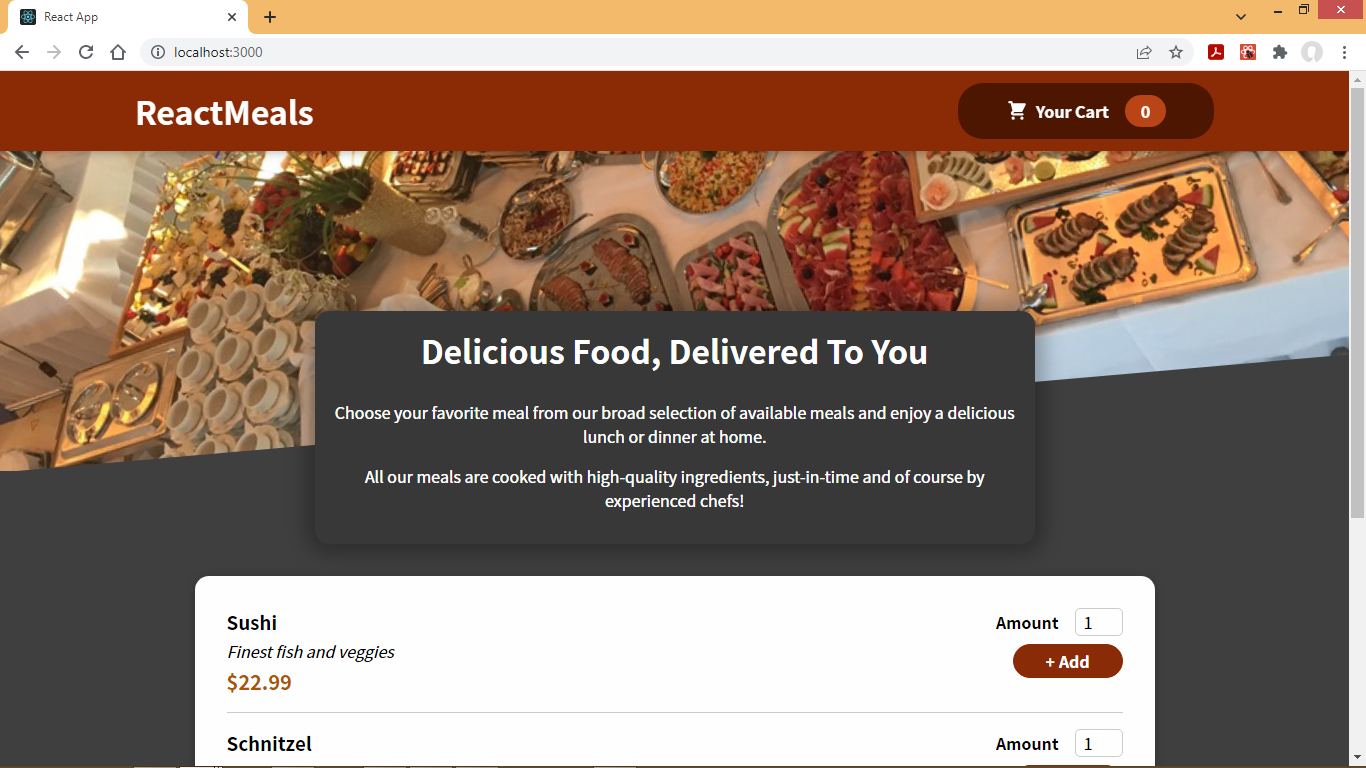 React App
localhost:3000
ReactMeals
Your Cart 0
Delicious Food, Delivered To You
Choose your favorite meal from our broad selection of available meals and enjoy a delicious
lunch or dinner at home.
All our meals are cooked with high-quality ingredients, just-in-time and of course by
experienced chefs!
Sushi
Amount 1
Finest fish and veggies
+ Add
$22.99
Schnitzel
Amount 1